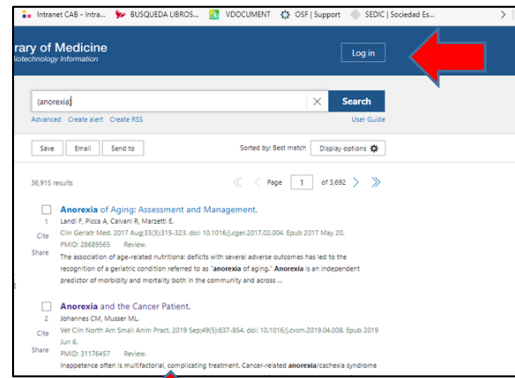 Intranet CAB - Intra... BUSQUEDA LIBROS... VDOCUMENT OSF | Support SEDIC | Sociedad Es...
rary of Medicine
Biotechnology Information
Log in
(anorexia)
Search
Advanced Create alert Create RSS User Guide
Save Email Send to Sorted by: Best match Display options
36,915 results Page 1 of 3,692
Anorexia of Aging: Assessment and Management.
1 Landi F, Picca A, Calvani R, Marzetti E.
Cite Clin Geriatr Med. 2017 Aug;33(3):315-323. doi: 10.1016/j.cger.2017.02.004. Epub 2017 May 20.
PMID: 28689565 Review.
Share The association of age-related nutritional deficits with several adverse outcomes has led to the
recognition of a geriatric condition referred to as "anorexia of aging." Anorexia is an independent
predictor of morbidity and mortality both in the community and across ...
Anorexia and the Cancer Patient.
2 Johannes CM, Musser ML.
Cite Vet Clin North Am Small Anim Pract. 2019 Sep;49(5):837-854. doi: 10.1016/j.cvsm.2019.04.008. Epub 2019
Jun 6.
Share PMID: 31176457 Review.
Inappetence often is multifactorial, complicating treatment. Cancer-related anorexia/cachexia syndrome